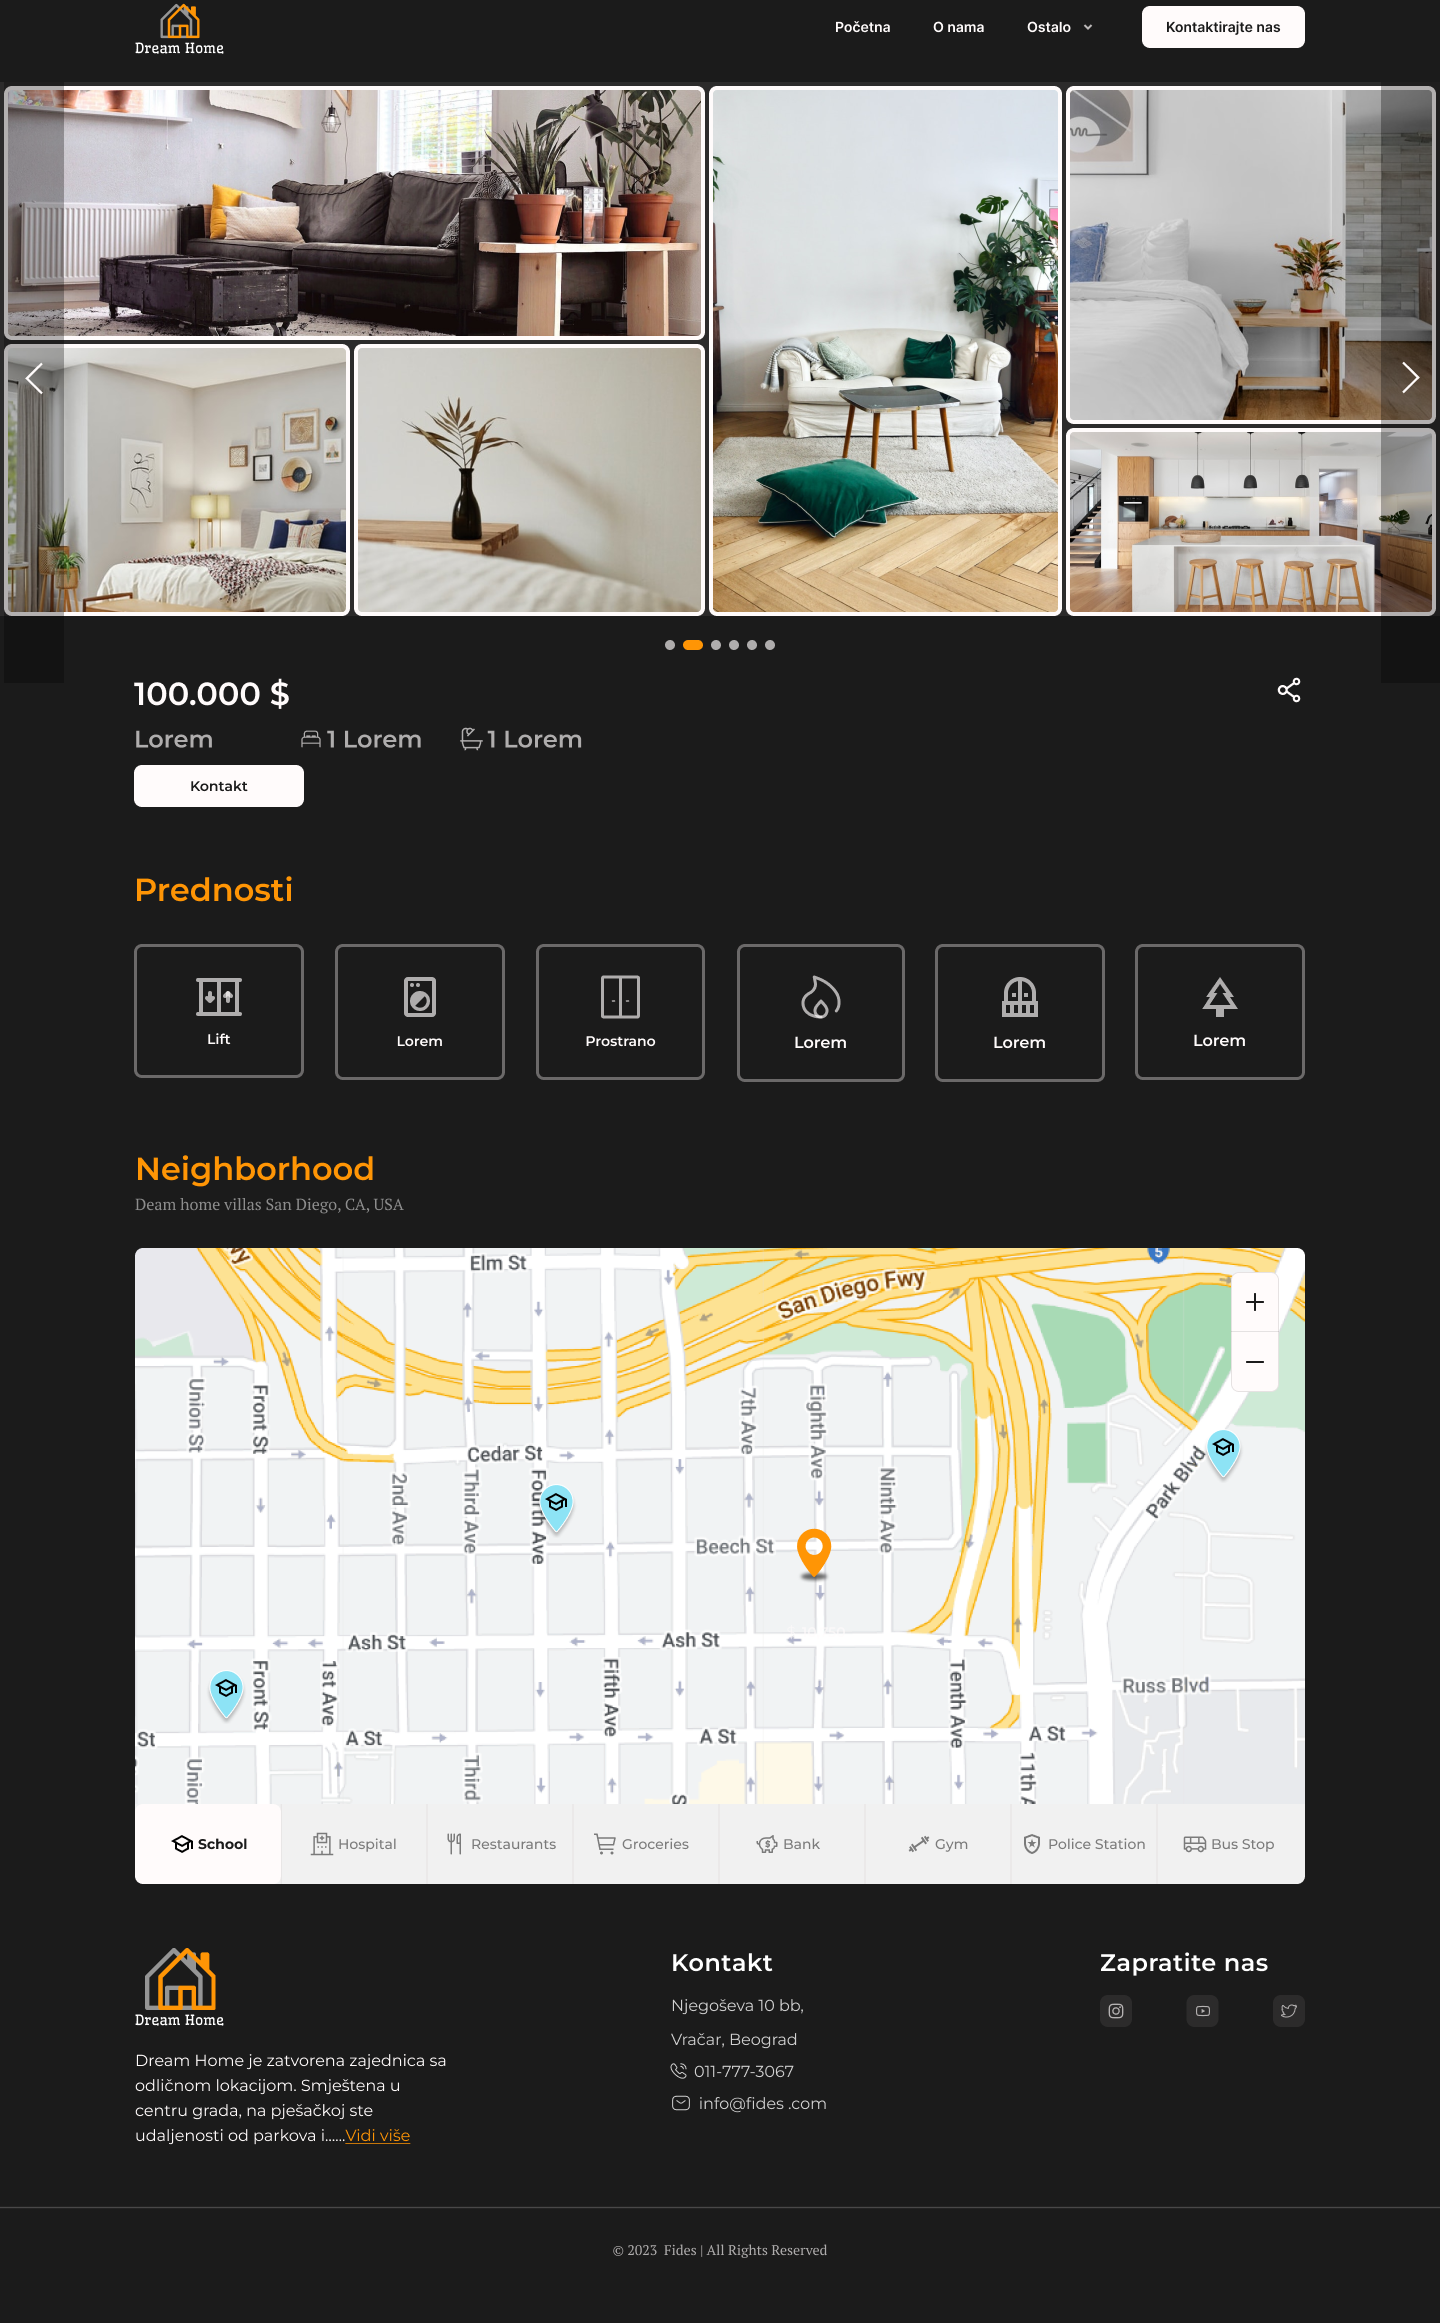 Dream Home
Početna
O nama
Ostalo
Kontaktirajte nas
100.000 $
Lorem
1 Lorem
1 Lorem
Kontakt
Prednosti
Lift
Lorem
Prostrano
Lorem
Lorem
Lorem
Neighborhood
Deam home villas San Diego, CA, USA
Elm St
San Diego Fwy
5
Union St
Front St
7th Ave
Eighth Ave
Cedar St
2nd Ave
Third Ave
Fourth Ave
Ninth Ave
Park Blvd
Beech St
Ash St
Ash St
Front St
1st Ave
Fifth Ave
Tenth Ave
Russ Blvd
St
A St
A St
A St
Union
Third
S
11th A
School
Hospital
Restaurants
Groceries
Bank
Gym
Police Station
Bus Stop
Dream Home
Dream Home je zatvorena zajednica sa
odličnom lokacijom. Smještena u
centru grada, na pješačkoj ste
udaljenosti od parkova i......Vidi više
Kontakt
Njegoševa 10 bb,
Vračar, Beograd
011-777-3067
info@fides .com
Zapratite nas
© 2023 Fides | All Rights Reserved